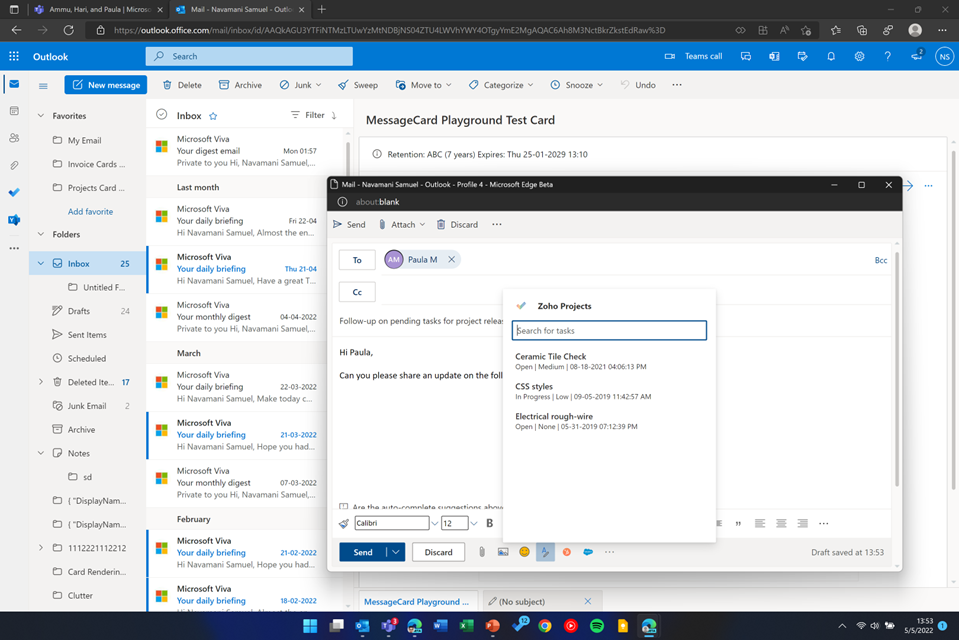 Ammu, Hari, and Paula | Microso
Mail - Navamani Samuel - Outloo
https://outlook.office.com/mail/inbox/id/
Outlook
Search
Teams call
2
NS
New message
Delete
Archive
Junk
Sweep
Move to
Categorize
Snooze
Undo
Favorites
My Email
Invoice Cards ...
Projects Card ...
Add favorite
Folders
Inbox 25
Untitled F...
Drafts 24
Sent Items
Scheduled
Deleted Ite... 17
Junk Email 2
Archive
Notes
sd
( "DisplayNam...
( "DisplayNam...
1112221112212
Card Renderin...
Clutter
Inbox
Filter
Microsoft Viva
Your digest email Mon 01:57
Private to you Hi, Navamani Samuel,...
Last month
Microsoft Viva
Your daily briefing Fri 22-04
Hi Navamani Samuel, Almost the en...
Microsoft Viva
Your daily briefing Thu 21-04
Hi Navamani Samuel, Have a great T...
Microsoft Viva
Your monthly digest 04-04-2022
Private to you Hi, Navamani Samuel,...
March
Microsoft Viva
Your daily briefing 22-03-2022
Hi Navamani Samuel, Make today c...
Microsoft Viva
Your daily briefing 21-03-2022
Hi Navamani Samuel, Hope you had...
Microsoft Viva
Your monthly digest 07-03-2022
Private to you Hi, Navamani Samuel,...
February
Microsoft Viva
Your daily briefing 21-02-2022
Hi Navamani Samuel, Hope you had...
Microsoft Viva
Your daily briefing 18-02-2022
Hi Navamani Samuel, Hope you had...
MessageCard Playground Test Card
Retention: ABC (7 years) Expires: Thu 25-01-2029 13:10
Mail - Navamani Samuel - Outlook - Profile 4 - Microsoft Edge Beta
about:blank
Send
Attach
Discard
To
AM
Paula M
Bcc
Cc
Follow-up on pending tasks for project releas
Hi Paula,
Can you please share an update on the foll
Zoho Projects
Search for tasks
Ceramic Tile Check
Open | Medium | 08-18-2021 04:06:13 PM
CSS styles
In Progress | Low | 09-05-2019 11:42:57 AM
Electrical rough-wire
Open | None | 05-31-2019 07:12:39 PM
Are the auto-complete suggestions above
Calibri
12
B
Send
Discard
Draft saved at 13:53
MessageCard Playground ...
(No subject)
3
12
13:53
5/5/2022
1